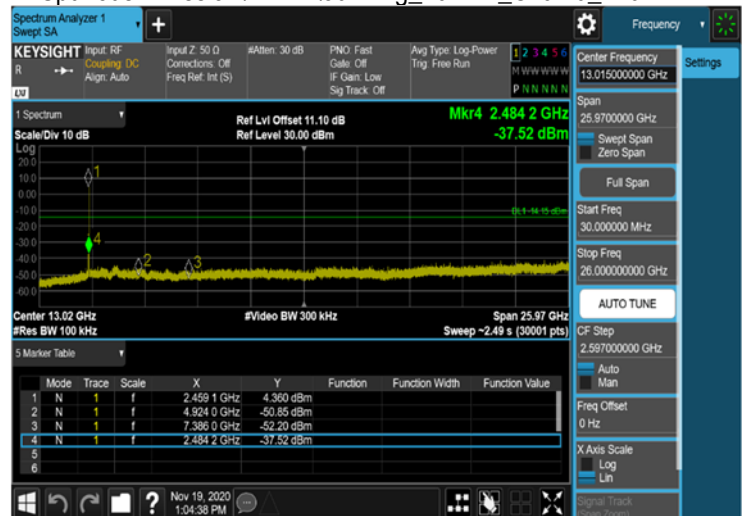 Spectrum Analyzer 1
Swept SA
+
Frequency
KEYSIGHT
R
LXI
Input: RF
Coupling: DC
Align: Auto
Input Z: 50 Ω
Corrections: Off
Freq Ref: Int (S)
#Atten: 30 dB
PNO: Fast
Gate: Off
IF Gain: Low
Sig Track: Off
Avg Type: Log-Power
Trig: Free Run
1 2 3 4 5 6
M W W W W W
P N N N N N
1 Spectrum
Scale/Div 10 dB
Ref Lvl Offset 11.10 dB
Ref Level 30.00 dBm
Mkr4 2.484 2 GHz
-37.52 dBm
Log
20.0
10.0
0.00
-10.0
-20.0
-30.0
-40.0
-50.0
-60.0
1
4
2
3
DL1 -14.15 dBm
Center 13.02 GHz
#Video BW 300 kHz
Span 25.97 GHz
#Res BW 100 kHz
Sweep ~2.49 s (30001 pts)
5 Marker Table
Mode Trace Scale X Y Function Function Width Function Value
1 N 1 f 2.459 1 GHz 4.360 dBm
2 N 1 f 4.924 0 GHz -50.85 dBm
3 N 1 f 7.386 0 GHz -52.20 dBm
4 N 1 f 2.484 2 GHz -37.52 dBm
5
6
?
Nov 19, 2020
1:04:38 PM
Center Frequency
13.015000000 GHz
Span
25.9700000 GHz
Swept Span
Zero Span
Full Span
Start Freq
30.000000 MHz
Stop Freq
26.000000000 GHz
AUTO TUNE
CF Step
2.597000000 GHz
Auto
Man
Freq Offset
0 Hz
X Axis Scale
Log
Lin
Signal Track
(Span Zoom)
Settings